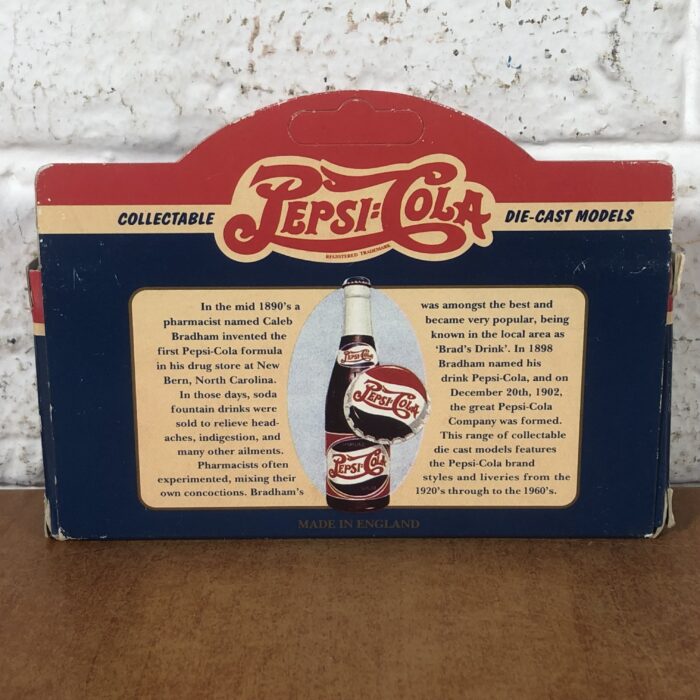 COLLECTABLE PEPSI-COLA DIE-CAST MODELS
REGISTERED TRADEMARK
In the mid 1890's a
pharmacist named Caleb
Bradham invented the
first Pepsi-Cola formula
in his drug store at New
Bern, North Carolina.
In those days, soda
fountain drinks were
sold to relieve head-
aches, indigestion, and
many other ailments.
Pharmacists often
experimented, mixing their
own concoctions. Bradham's
was amongst the best and
became very popular, being
known in the local area as
'Brad's Drink'. In 1898
Bradham named his
drink Pepsi-Cola, and on
December 20th, 1902,
the great Pepsi-Cola
Company was formed.
This range of collectable
die cast models features
the Pepsi-Cola brand
styles and liveries from the
1920's through to the 1960's.
PEPSI-COLA
PEPSI-COLA
PEPSI-COLA
MADE IN ENGLAND